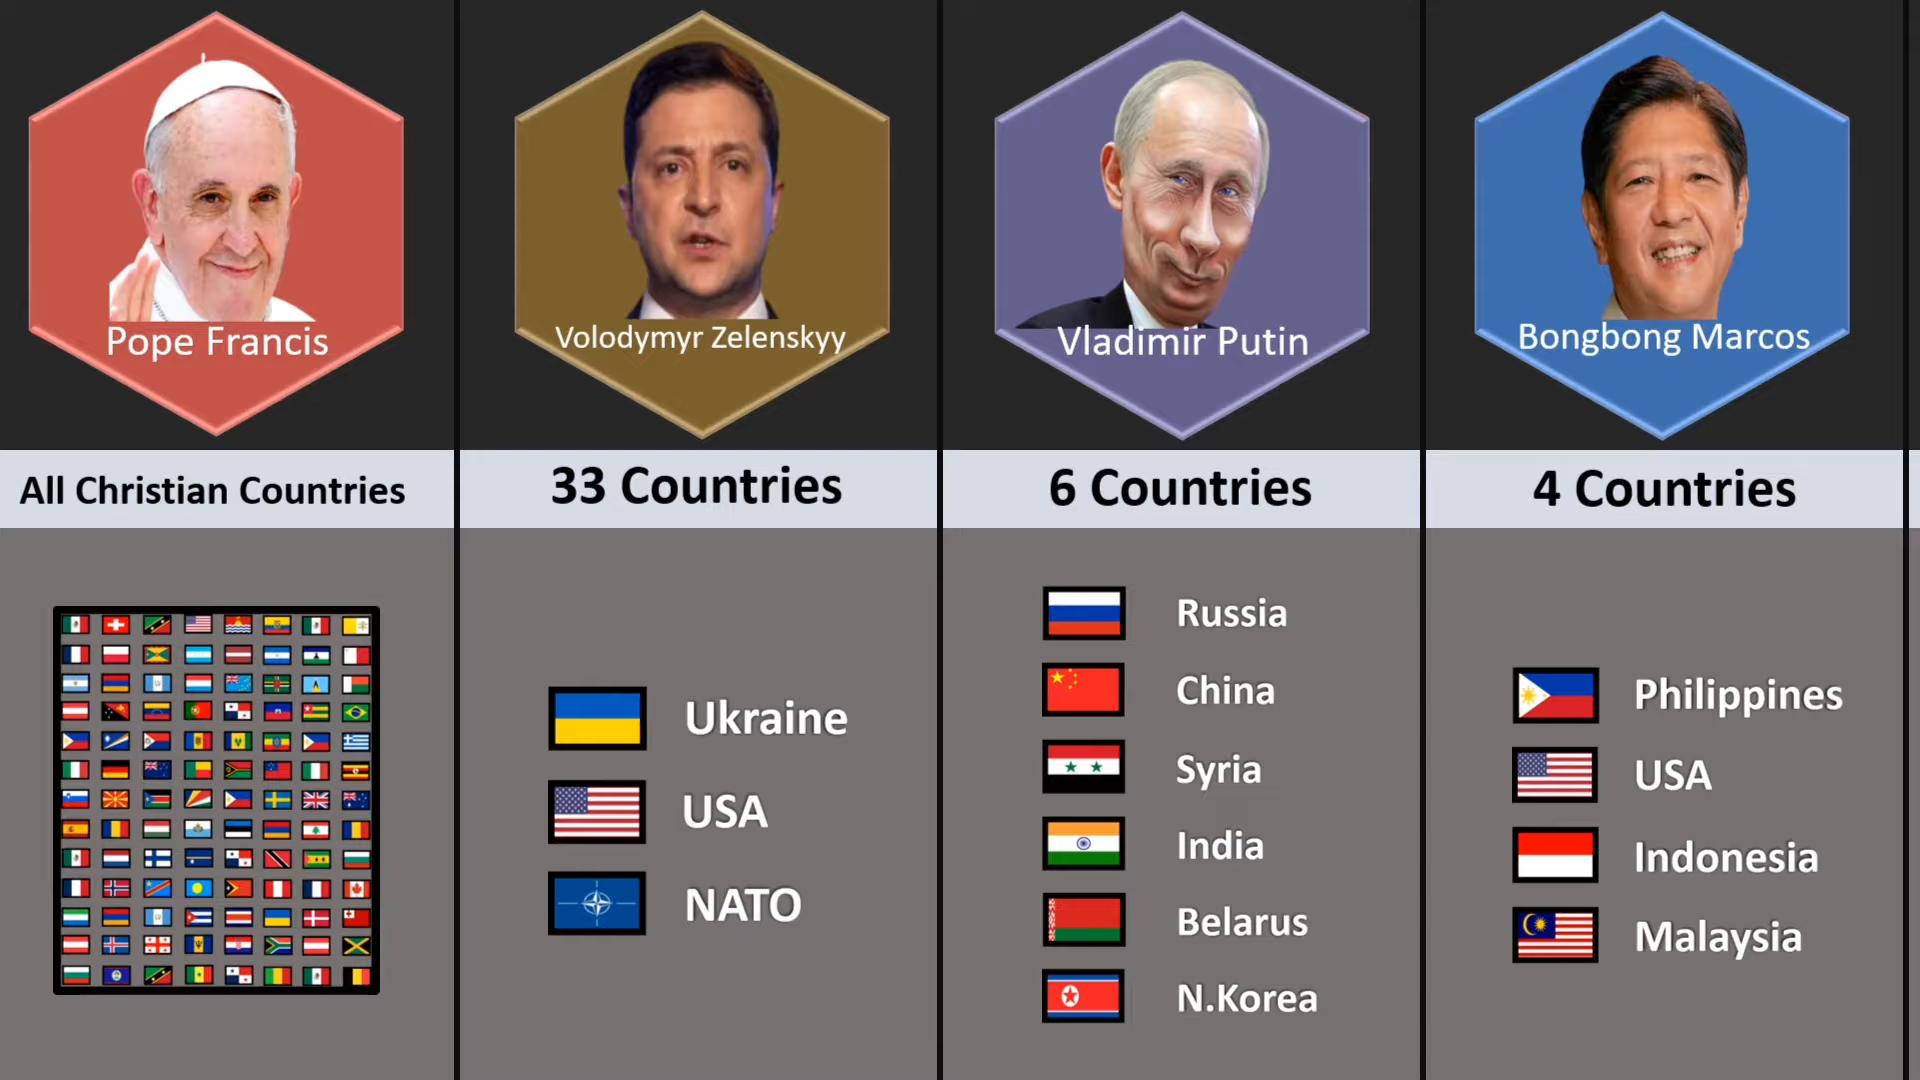 Pope Francis
All Christian Countries
Volodymyr Zelenskyy
33 Countries
Ukraine
USA
NATO
Vladimir Putin
6 Countries
Russia
China
Syria
India
Belarus
N.Korea
Bongbong Marcos
4 Countries
Philippines
USA
Indonesia
Malaysia